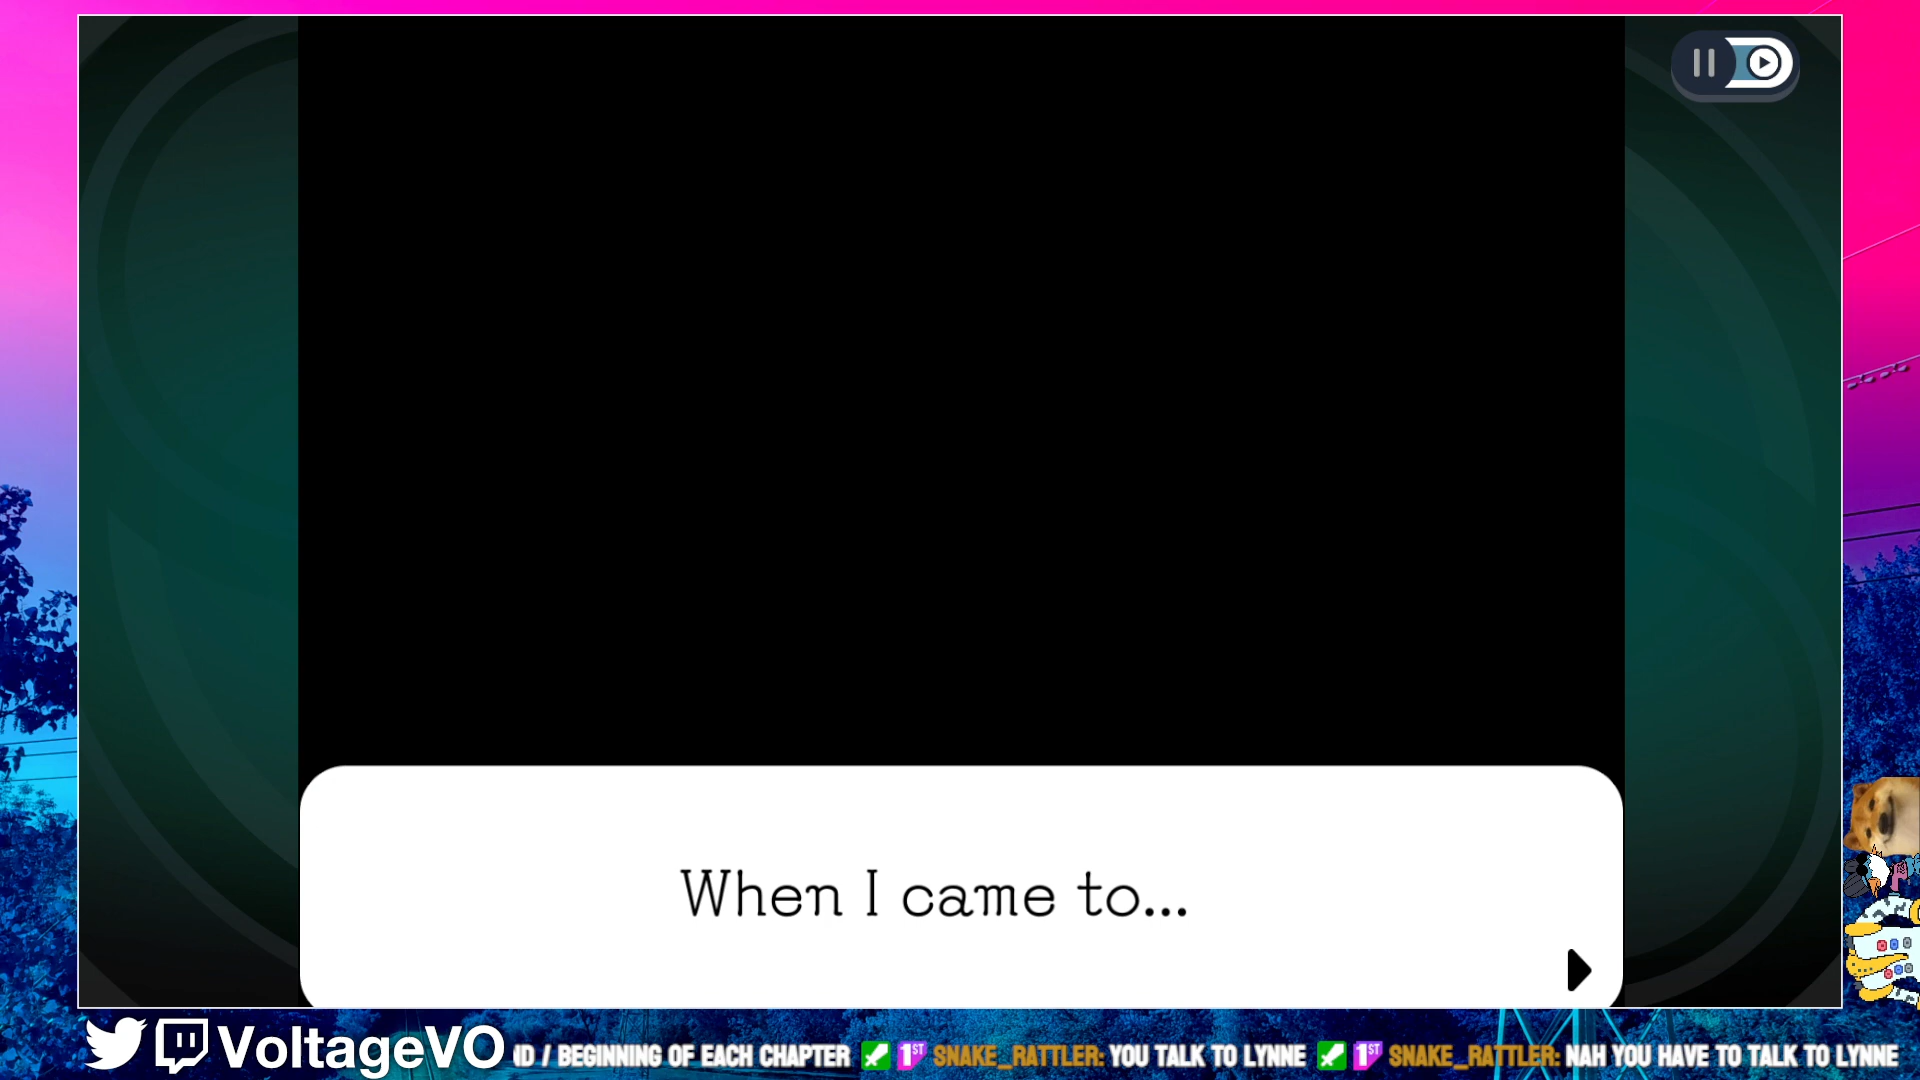 When I came to...
VoltageVO
ID / BEGINNING OF EACH CHAPTER 1ST SNAKE_RATTLER: YOU TALK TO LYNNE 1ST SNAKE_RATTLER: NAH YOU HAVE TO TALK TO LYNNE